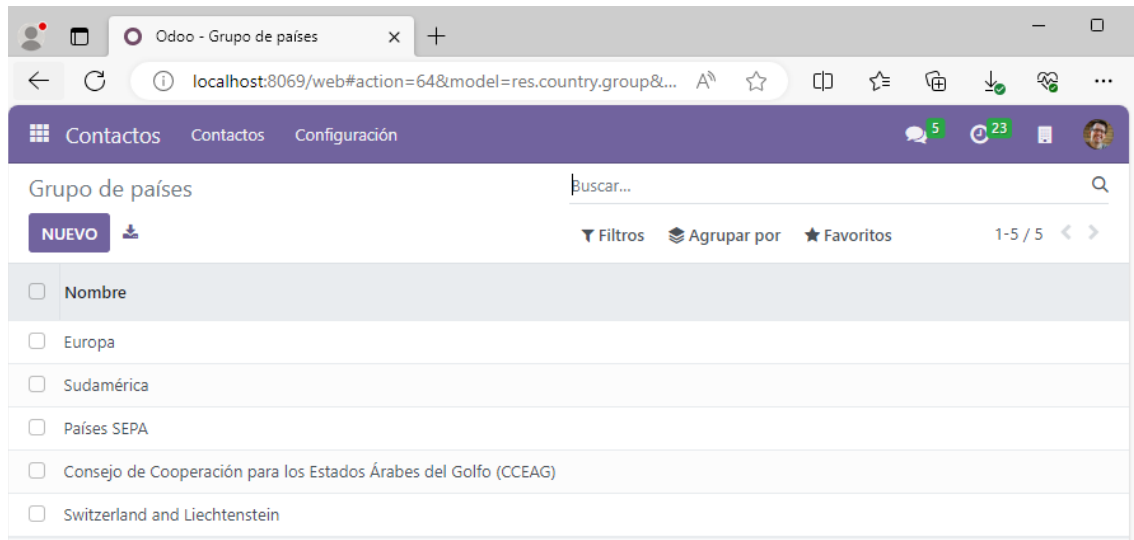 Odoo - Grupo de países
localhost:8069/web#action=64&model=res.country.group&...
Contactos Contactos Configuración 5 23
Grupo de países Buscar...
NUEVO Filtros Agrupar por Favoritos 1-5 / 5
Nombre
Europa
Sudamérica
Países SEPA
Consejo de Cooperación para los Estados Árabes del Golfo (CCEAG)
Switzerland and Liechtenstein